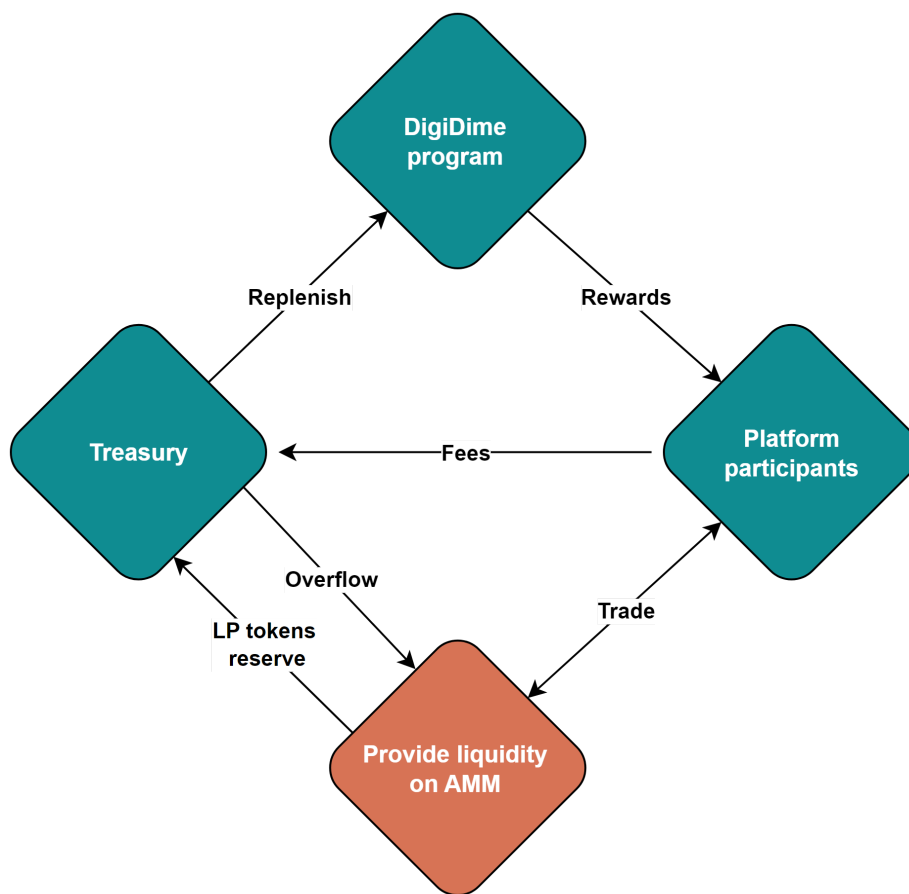 DigiDime
program
Replenish
Rewards
Treasury
Fees
Platform
participants
Overflow
LP tokens
reserve
Trade
Provide liquidity
on AMM